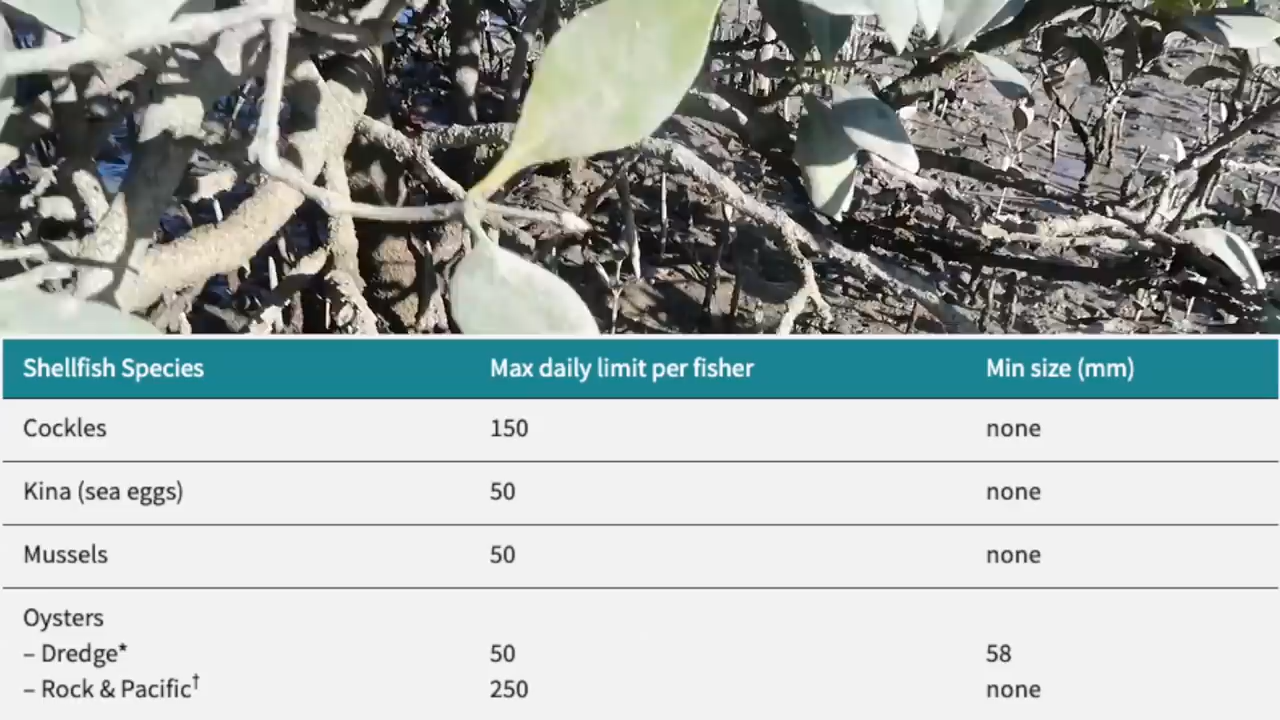 Shellfish Species Max daily limit per fisher Min size (mm)
Cockles 150 none
Kina (sea eggs) 50 none
Mussels 50 none
Oysters
– Dredge* 50 58
– Rock & Pacific† 250 none